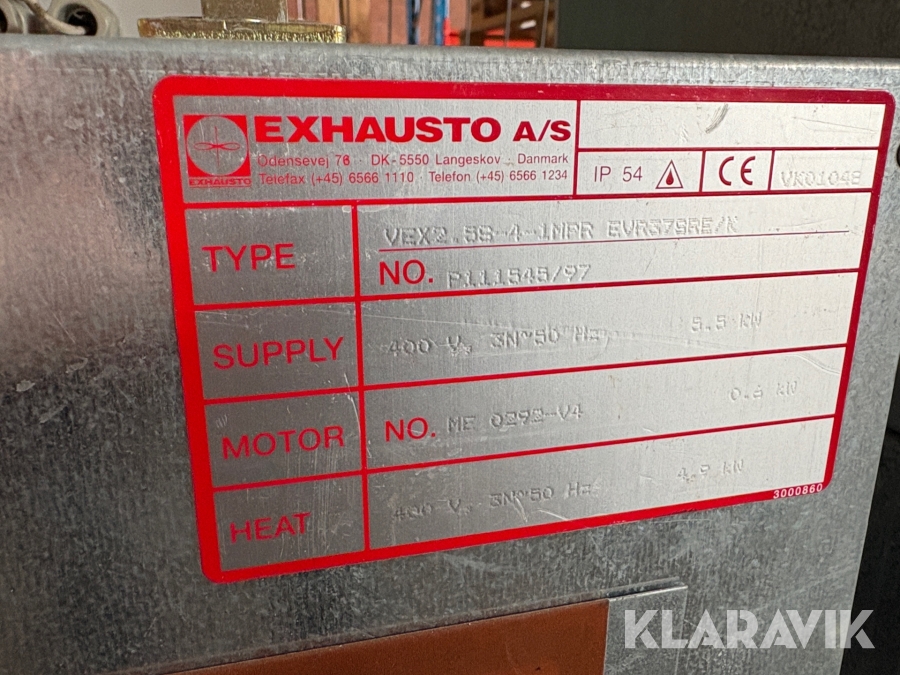 EXHAUSTO A/S
EXHAUSTO
Odensevej 76 · DK-5550 Langeskov · Danmark
Telefax (+45) 6566 1110 · Telefon (+45) 6566 1234
IP 54
CE
VK01048
TYPE
VEX2.5S-4-1MPR EVR37SRE/K
NO. P111545/97
SUPPLY
400 V, 3N~50 Hz
5.5 kW
MOTOR
NO. ME 0292-V4
0.6 kW
HEAT
400 V, 3N~50 Hz
4.9 kW
3000860
KLARAVIK